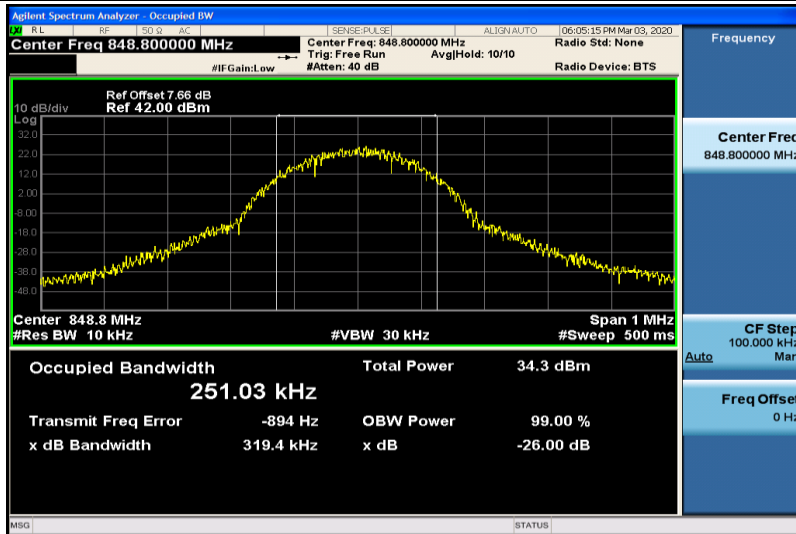 Agilent Spectrum Analyzer - Occupied BW
LXI RL RF 50 Ω AC SENSE:PULSE ALIGN AUTO 06:05:15 PM Mar 03, 2020
Center Freq 848.800000 MHz
Center Freq: 848.800000 MHz
Radio Std: None
Trig: Free Run Avg|Hold: 10/10
#IFGain:Low
#Atten: 40 dB
Radio Device: BTS
Ref Offset 7.66 dB
10 dB/div Ref 42.00 dBm
Log
32.0
22.0
12.0
2.00
-8.00
-18.0
-28.0
-38.0
-48.0
Center 848.8 MHz
Span 1 MHz
#Res BW 10 kHz
#VBW 30 kHz
#Sweep 500 ms
Occupied Bandwidth
Total Power 34.3 dBm
251.03 kHz
Transmit Freq Error -894 Hz
OBW Power 99.00 %
x dB Bandwidth 319.4 kHz
x dB -26.00 dB
MSG
STATUS
Frequency
Center Freq
848.800000 MHz
CF Step
100.000 kHz
Auto Man
Freq Offset
0 Hz